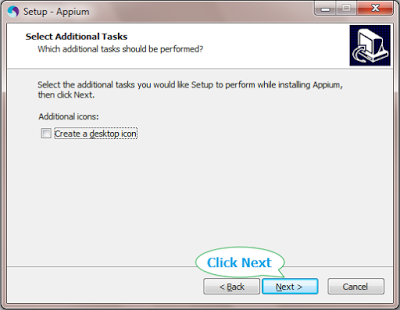 Setup - Appium
Select Additional Tasks
Which additional tasks should be performed?
Select the additional tasks you would like Setup to perform while installing Appium,
then click Next.
Additional icons:
Create a desktop icon
Click Next
< Back
Next >
Cancel